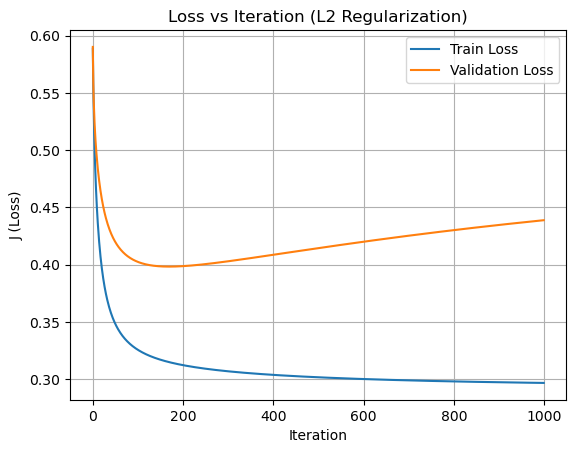 Loss vs Iteration (L2 Regularization)
Train Loss
Validation Loss
J (Loss)
0.60
0.55
0.50
0.45
0.40
0.35
0.30
0
200
400
600
800
1000
Iteration